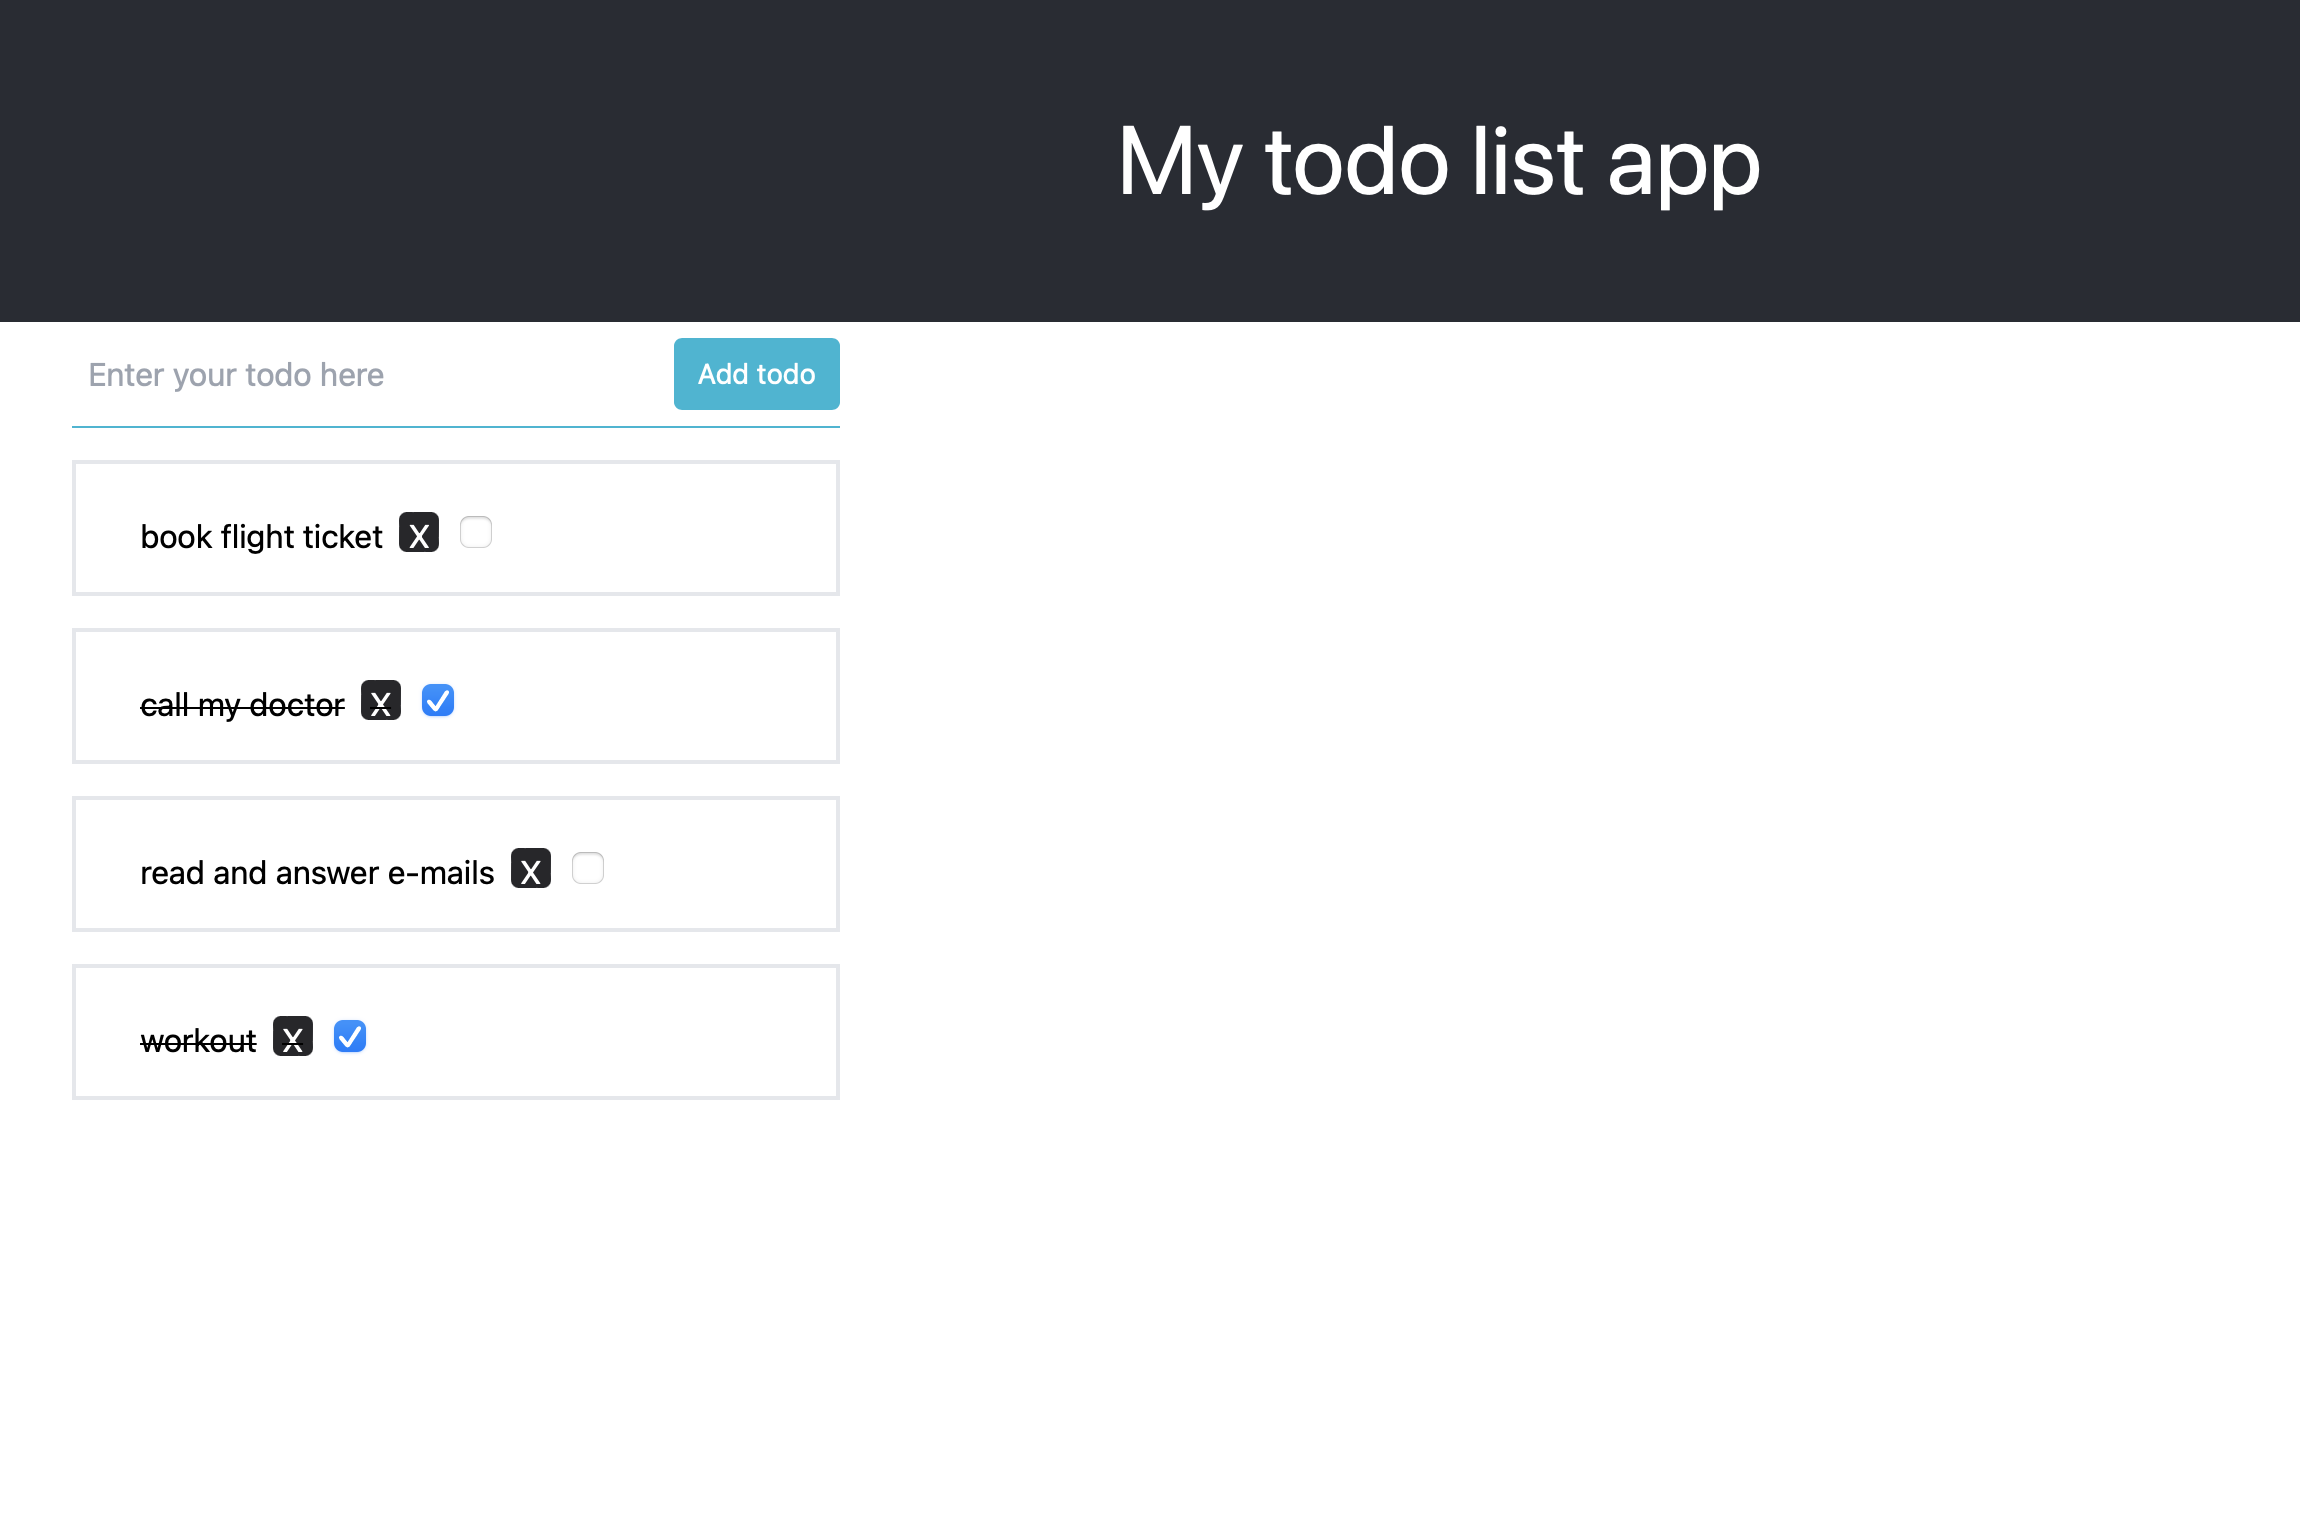 My todo list app
Enter your todo here Add todo
book flight ticket X
call my doctor X
read and answer e-mails X
workout X